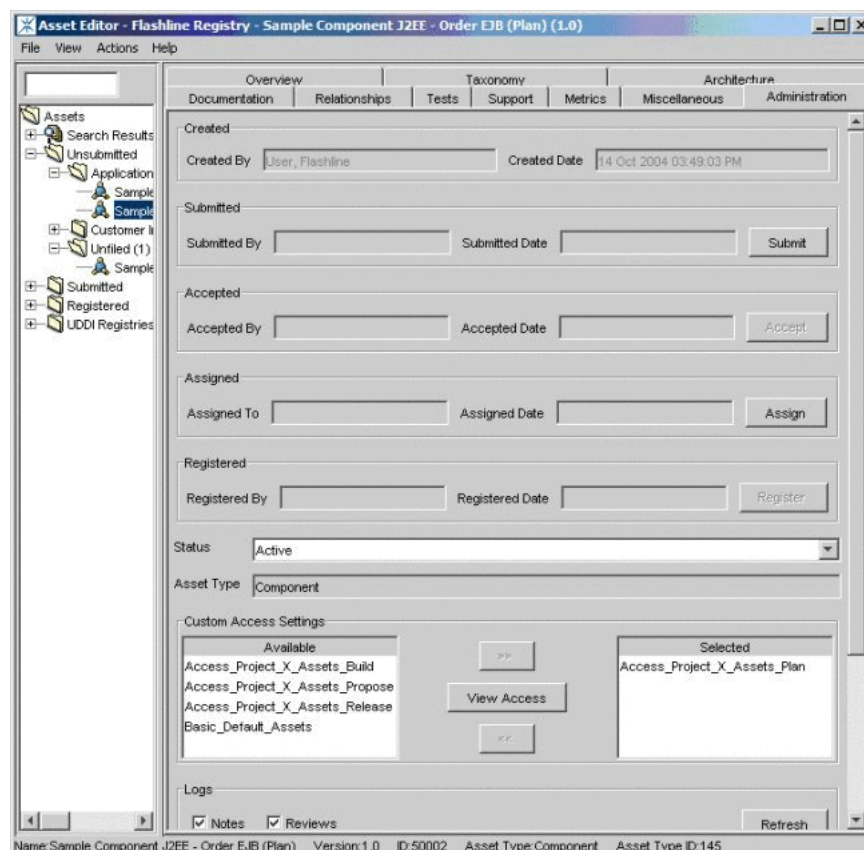 Asset Editor - Flashline Registry - Sample Component J2EE - Order EJB (Plan) (1.0)
File View Actions Help
Overview Taxonomy Architecture
Documentation Relationships Tests Support Metrics Miscellaneous Administration
Assets
Search Results
Unsubmitted
Application
Sample
Sample
Customer I
Unfiled (1)
Sample
Submitted
Registered
UDDI Registries
Created
Created By User, Flashline Created Date 14 Oct 2004 03:49:03 PM
Submitted
Submitted By Submitted Date Submit
Accepted
Accepted By Accepted Date Accept
Assigned
Assigned To Assigned Date Assign
Registered
Registered By Registered Date Register
Status Active
Asset Type Component
Custom Access Settings
Available >> Selected
Access_Project_X_Assets_Build Access_Project_X_Assets_Plan
Access_Project_X_Assets_Propose
Access_Project_X_Assets_Release View Access
Basic_Default_Assets
<<
Logs
Notes Reviews Refresh
Name:Sample Component J2EE - Order EJB (Plan) Version:1.0 ID:50002 Asset Type:Component Asset Type ID:145